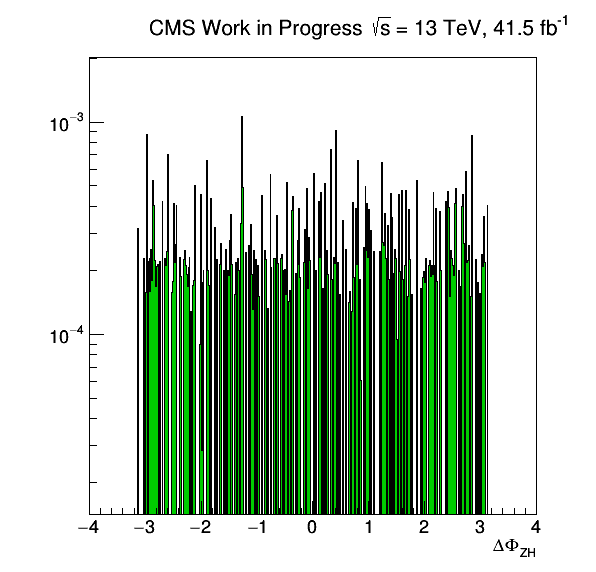 CMS Work in Progress √s = 13 TeV, 41.5 fb⁻¹
10⁻³
10⁻⁴
−4 −3 −2 −1 0 1 2 3 4
ΔΦ_ZH